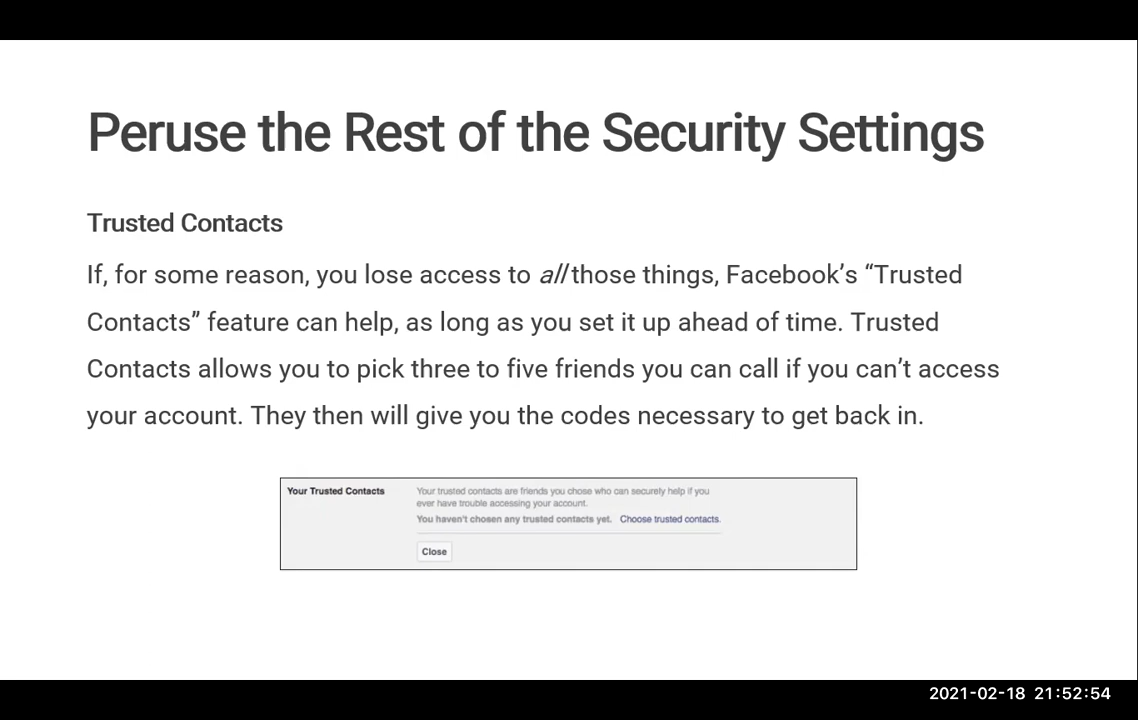 Peruse the Rest of the Security Settings
Trusted Contacts
If, for some reason, you lose access to all those things, Facebook’s “Trusted
Contacts” feature can help, as long as you set it up ahead of time. Trusted
Contacts allows you to pick three to five friends you can call if you can’t access
your account. They then will give you the codes necessary to get back in.
Your Trusted Contacts
Your trusted contacts are friends you chose who can securely help if you
ever have trouble accessing your account.
You haven't chosen any trusted contacts yet. Choose trusted contacts.
Close
2021-02-18 21:52:54